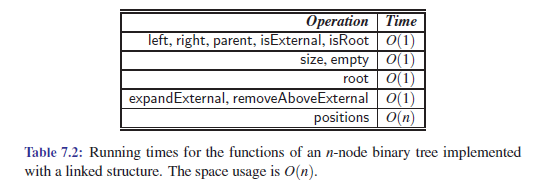 Operation Time
left, right, parent, isExternal, isRoot O(1)
size, empty O(1)
root O(1)
expandExternal, removeAboveExternal O(1)
positions O(n)
Table 7.2: Running times for the functions of an n-node binary tree implemented
with a linked structure. The space usage is O(n).